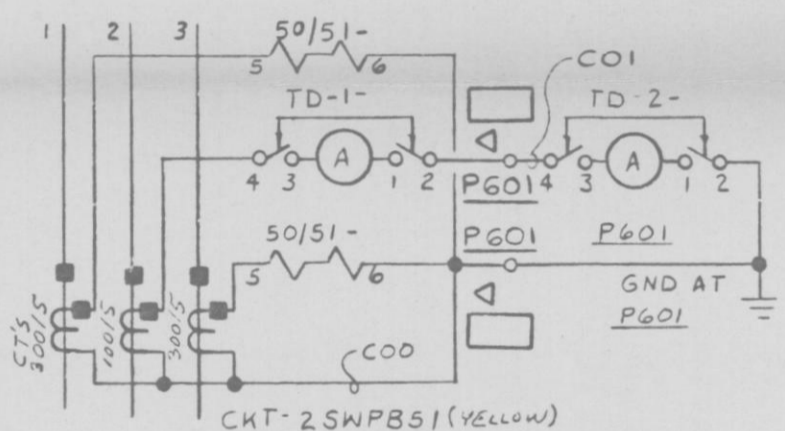 1 2 3
50/51-
5 6
C01
TD-1-
TD-2-
A
A
4 3 1 2
4 3 1 2
P601
50/51-
P601
P601
5 6
GND AT
P601
CT'S
300/5
100/5
300/5
C00
CKT-2SWPB51(YELLOW)